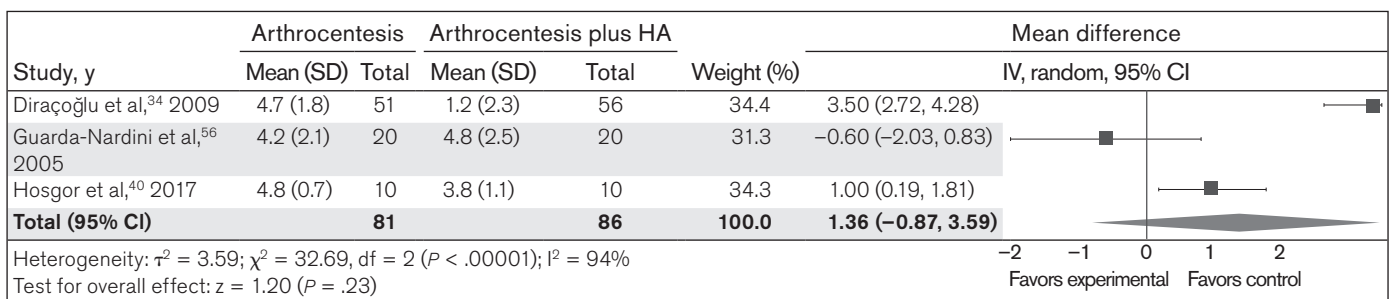 Arthrocentesis Arthrocentesis plus HA Mean difference
Study, y Mean (SD) Total Mean (SD) Total Weight (%) IV, random, 95% CI
Diraçoğlu et al,³⁴ 2009 4.7 (1.8) 51 1.2 (2.3) 56 34.4 3.50 (2.72, 4.28)
Guarda-Nardini et al,⁵⁶ 4.2 (2.1) 20 4.8 (2.5) 20 31.3 −0.60 (−2.03, 0.83)
2005
Hosgor et al,⁴⁰ 2017 4.8 (0.7) 10 3.8 (1.1) 10 34.3 1.00 (0.19, 1.81)
Total (95% CI) 81 86 100.0 1.36 (−0.87, 3.59)
Heterogeneity: τ² = 3.59; χ² = 32.69, df = 2 (P < .00001); I² = 94%
Test for overall effect: z = 1.20 (P = .23)
−2 −1 0 1 2
Favors experimental Favors control